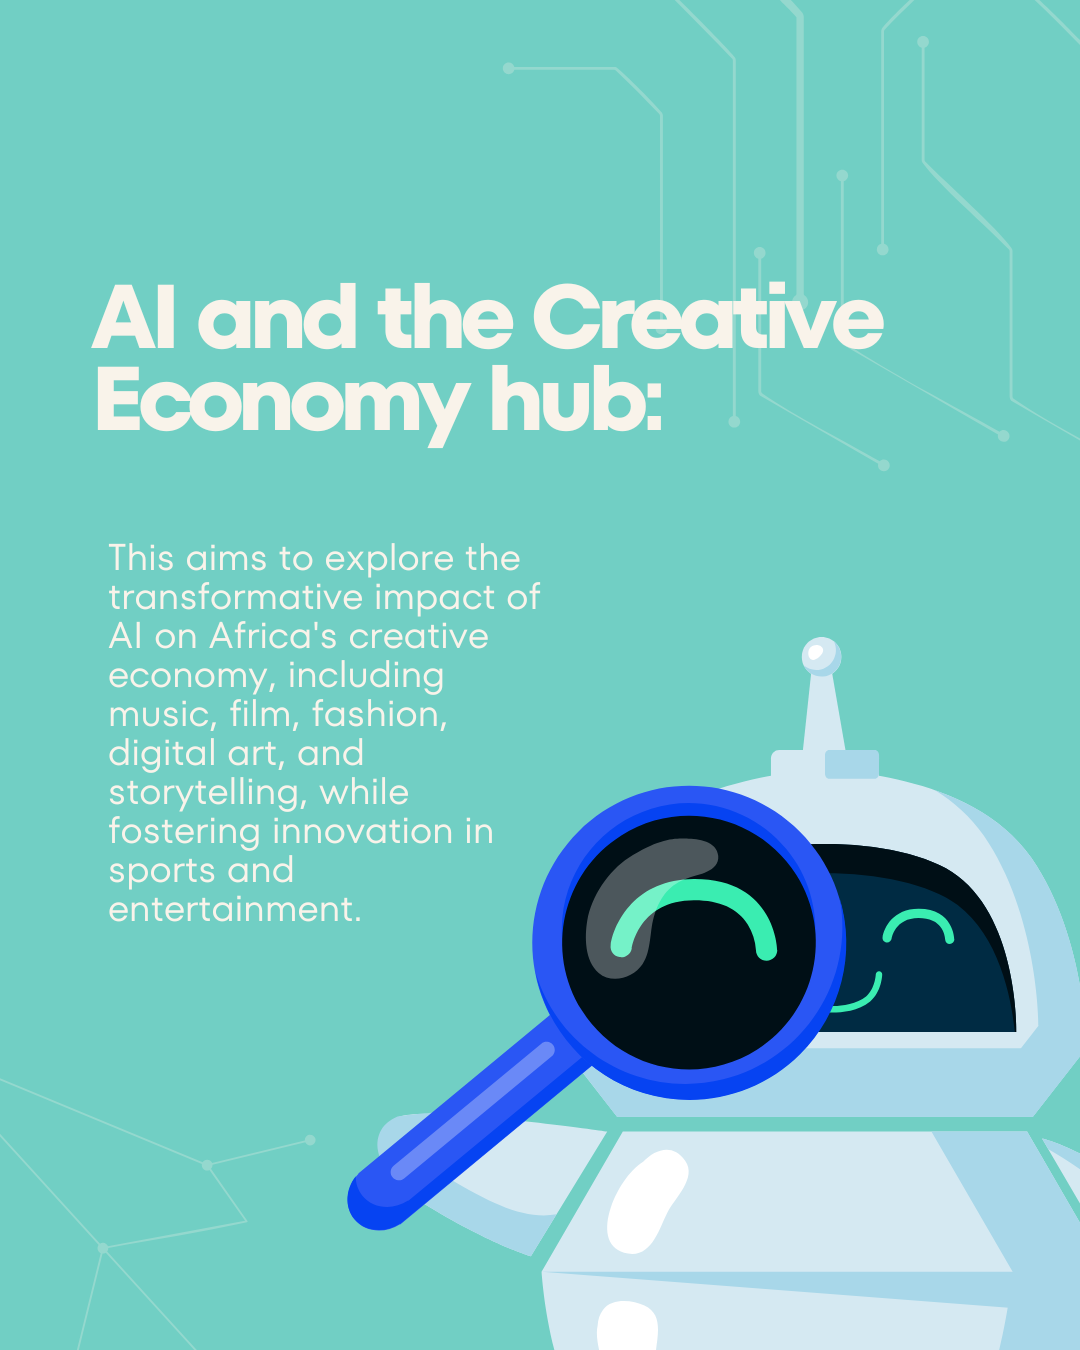 AI and the Creative
Economy hub:
This aims to explore the
transformative impact of
AI on Africa's creative
economy, including
music, film, fashion,
digital art, and
storytelling, while
fostering innovation in
sports and
entertainment.